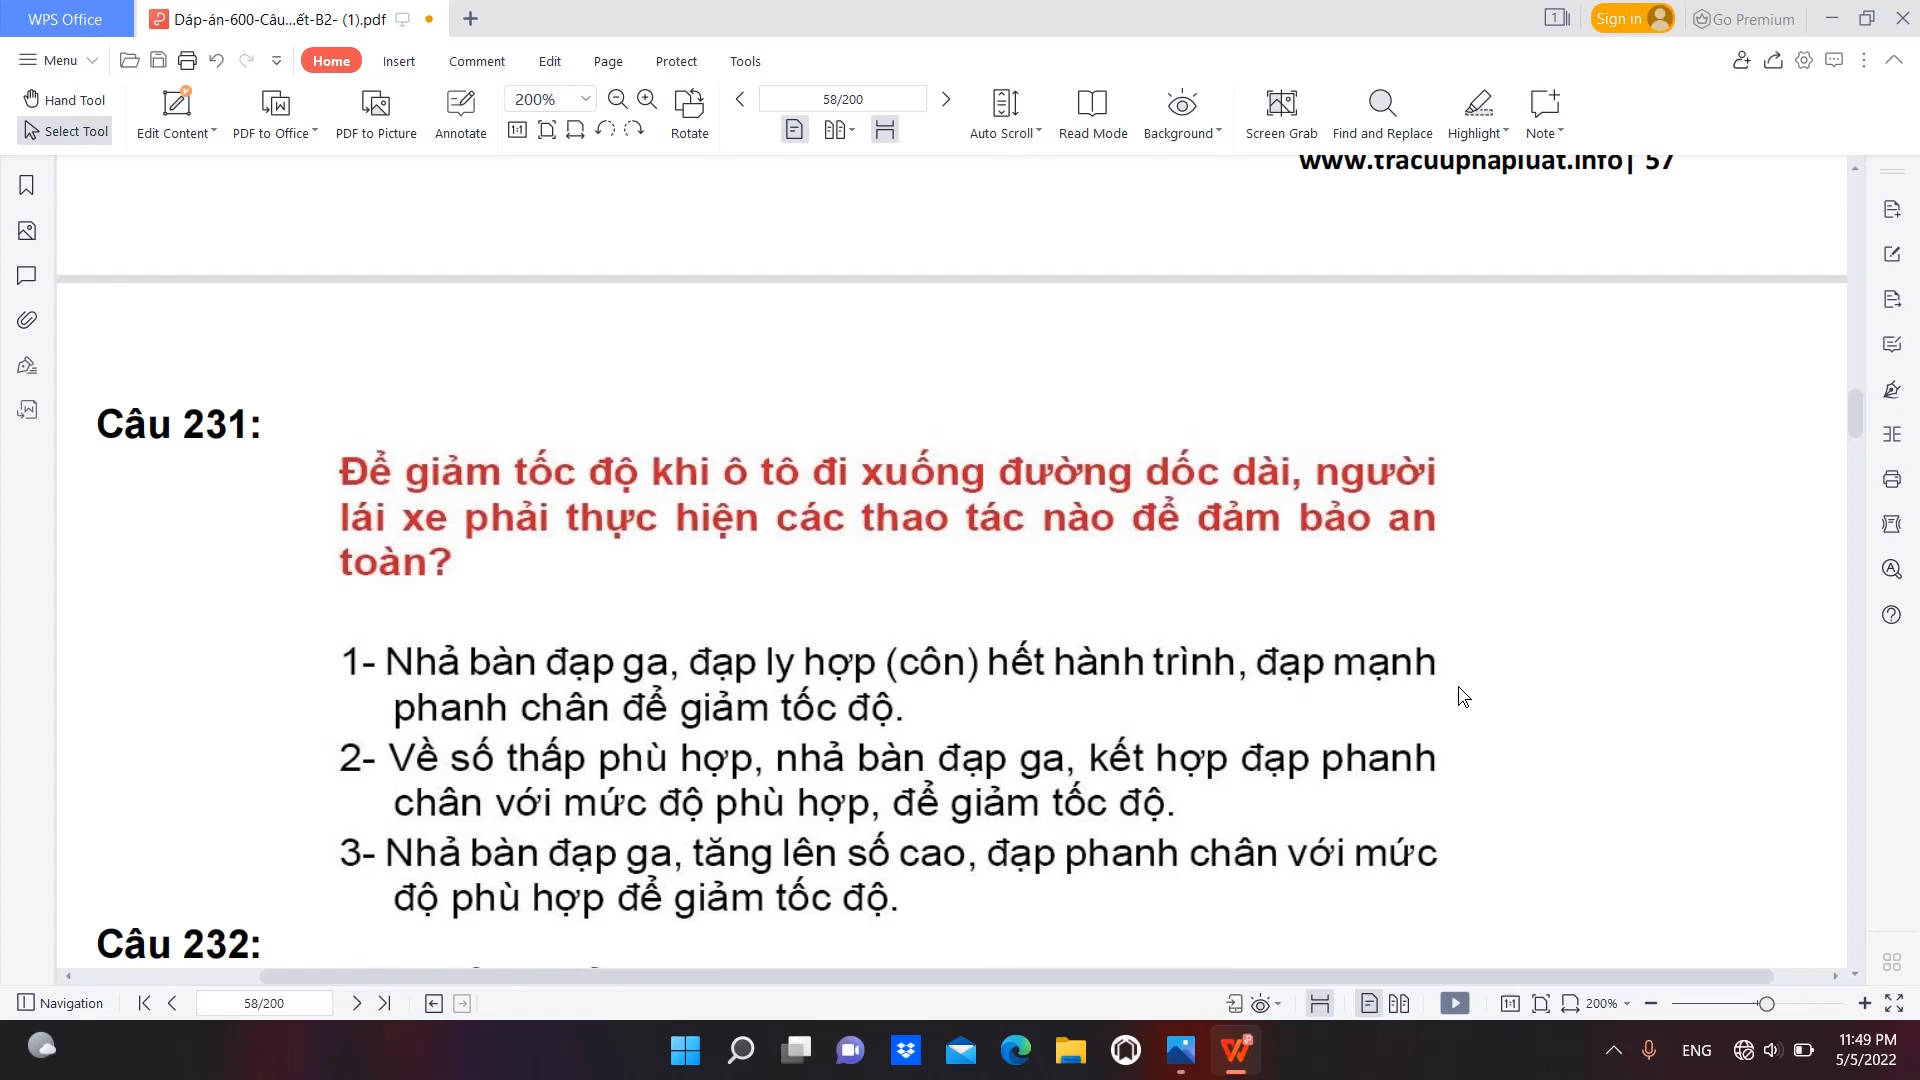 WPS Office
Dáp-án-600-Câu...ết-B2- (1).pdf
1
Sign in
Go Premium
Menu
Home
Insert
Comment
Edit
Page
Protect
Tools
Hand Tool
Select Tool
Edit Content
PDF to Office
PDF to Picture
Annotate
200%
Rotate
58/200
Auto Scroll
Read Mode
Background
Screen Grab
Find and Replace
Highlight
Note
www.tracuuphapluat.info| 57
Câu 231:
Để giảm tốc độ khi ô tô đi xuống đường dốc dài, người
lái xe phải thực hiện các thao tác nào để đảm bảo an
toàn?
1- Nhả bàn đạp ga, đạp ly hợp (côn) hết hành trình, đạp mạnh
phanh chân để giảm tốc độ.
2- Về số thấp phù hợp, nhả bàn đạp ga, kết hợp đạp phanh
chân với mức độ phù hợp, để giảm tốc độ.
3- Nhả bàn đạp ga, tăng lên số cao, đạp phanh chân với mức
độ phù hợp để giảm tốc độ.
Câu 232:
Navigation
58/200
200%
ENG
11:49 PM
5/5/2022